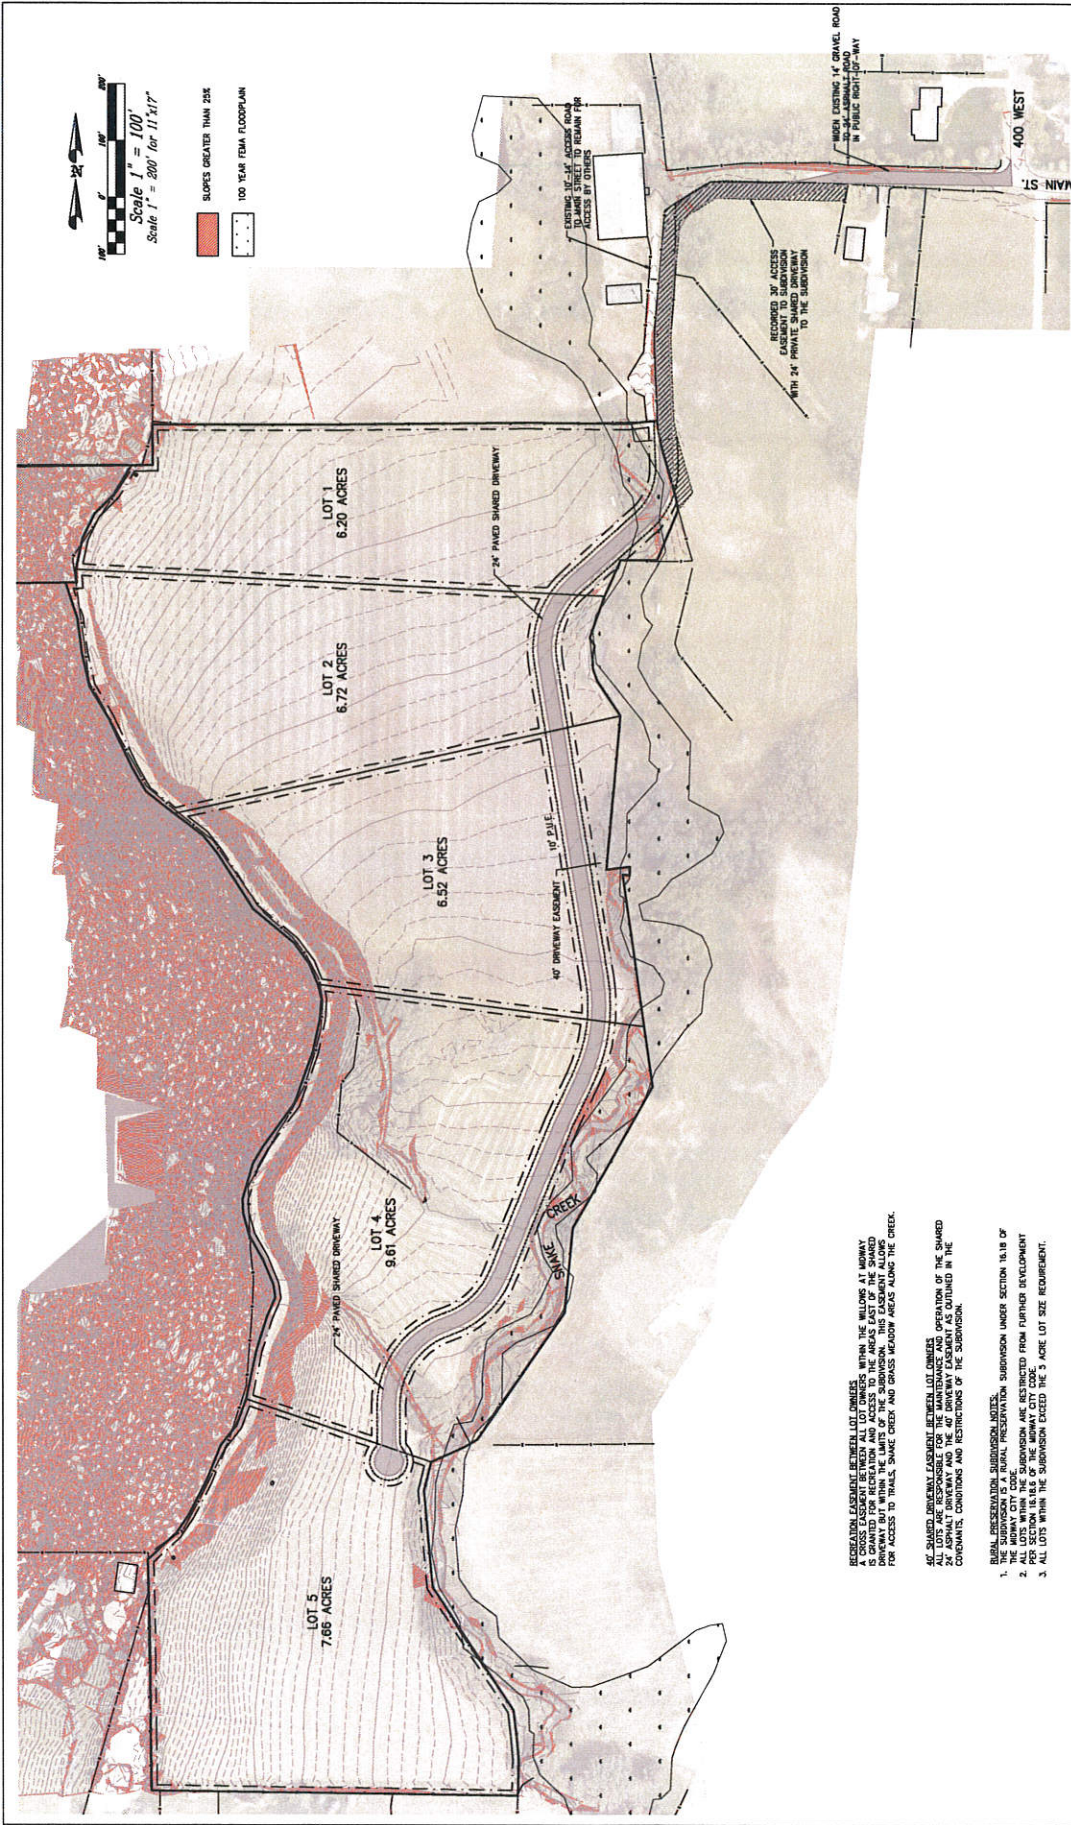 100' 0' 100' 200'
Scale 1" = 100'
Scale 1" = 200' for 11"x17"
SLOPES GREATER THAN 25%
100 YEAR FEMA FLOODPLAIN
LOT 1
6.20 ACRES
LOT 2
6.72 ACRES
LOT 3
6.52 ACRES
LOT 4
9.61 ACRES
LOT 5
7.66 ACRES
24' PAVED SHARED DRIVEWAY
24' PAVED SHARED DRIVEWAY
40' DRIVEWAY EASEMENT
10' P.U.E.
SNAKE CREEK
EXISTING 10'-14' ACCESS ROAD
TO MAIN STREET TO REMAIN FOR
ACCESS BY OTHERS
RECORDED 30' ACCESS
EASEMENT TO SUBDIVISION
WITH 24' PRIVATE SHARED DRIVEWAY
TO THE SUBDIVISION
WIDEN EXISTING 14' GRAVEL ROAD
TO 34' ASPHALT ROAD
IN PUBLIC RIGHT-OF-WAY
400 WEST
MAIN ST.
RECREATION EASEMENT BETWEEN LOT OWNERS
A CROSS EASEMENT BETWEEN ALL LOT OWNERS WITHIN THE WILLOWS AT MIDWAY
IS GRANTED FOR RECREATION AND ACCESS TO THE AREAS EAST OF THE SHARED
DRIVEWAY BUT WITHIN THE LIMITS OF THE SUBDIVISION. THIS EASEMENT ALLOWS
FOR ACCESS TO TRAILS, SNAKE CREEK AND GRASS MEADOW AREAS ALONG THE CREEK.
40' SHARED DRIVEWAY EASEMENT BETWEEN LOT OWNERS
ALL LOTS ARE RESPONSIBLE FOR THE MAINTENANCE AND OPERATION OF THE SHARED
24' ASPHALT DRIVEWAY AND THE 40' DRIVEWAY EASEMENT AS OUTLINED IN THE
COVENANTS, CONDITIONS AND RESTRICTIONS OF THE SUBDIVISION.
RURAL PRESERVATION SUBDIVISION NOTES:
1. THE SUBDIVISION IS A RURAL PRESERVATION SUBDIVISION UNDER SECTION 16.18 OF
THE MIDWAY CITY CODE.
2. ALL LOTS WITHIN THE SUBDIVISION ARE RESTRICTED FROM FURTHER DEVELOPMENT
PER SECTION 16.18.6 OF THE MIDWAY CITY CODE.
3. ALL LOTS WITHIN THE SUBDIVISION EXCEED THE 5 ACRE LOT SIZE REQUIREMENT.